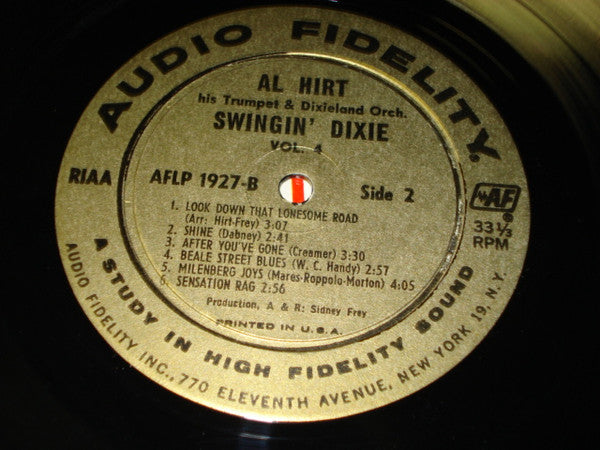 AUDIO FIDELITY®
AL HIRT
his Trumpet & Dixieland Orch.
SWINGIN' DIXIE
VOL. 4
RIAA
AFLP 1927-B
Side 2
AF®
33 1/3
RPM
1. LOOK DOWN THAT LONESOME ROAD
(Arr: Hirt-Frey) 3:07
2. SHINE (Dabney) 2:41
3. AFTER YOU'VE GONE (Creamer) 3:30
4. BEALE STREET BLUES (W. C. Handy) 2:57
5. MILENBERG JOYS (Mares-Roppolo-Morton) 4:05
6. SENSATION RAG 2:56
Production, A & R: Sidney Frey
PRINTED IN U.S.A.
A STUDY IN HIGH FIDELITY SOUND
AUDIO FIDELITY INC., 770 ELEVENTH AVENUE, NEW YORK 19, N.Y.